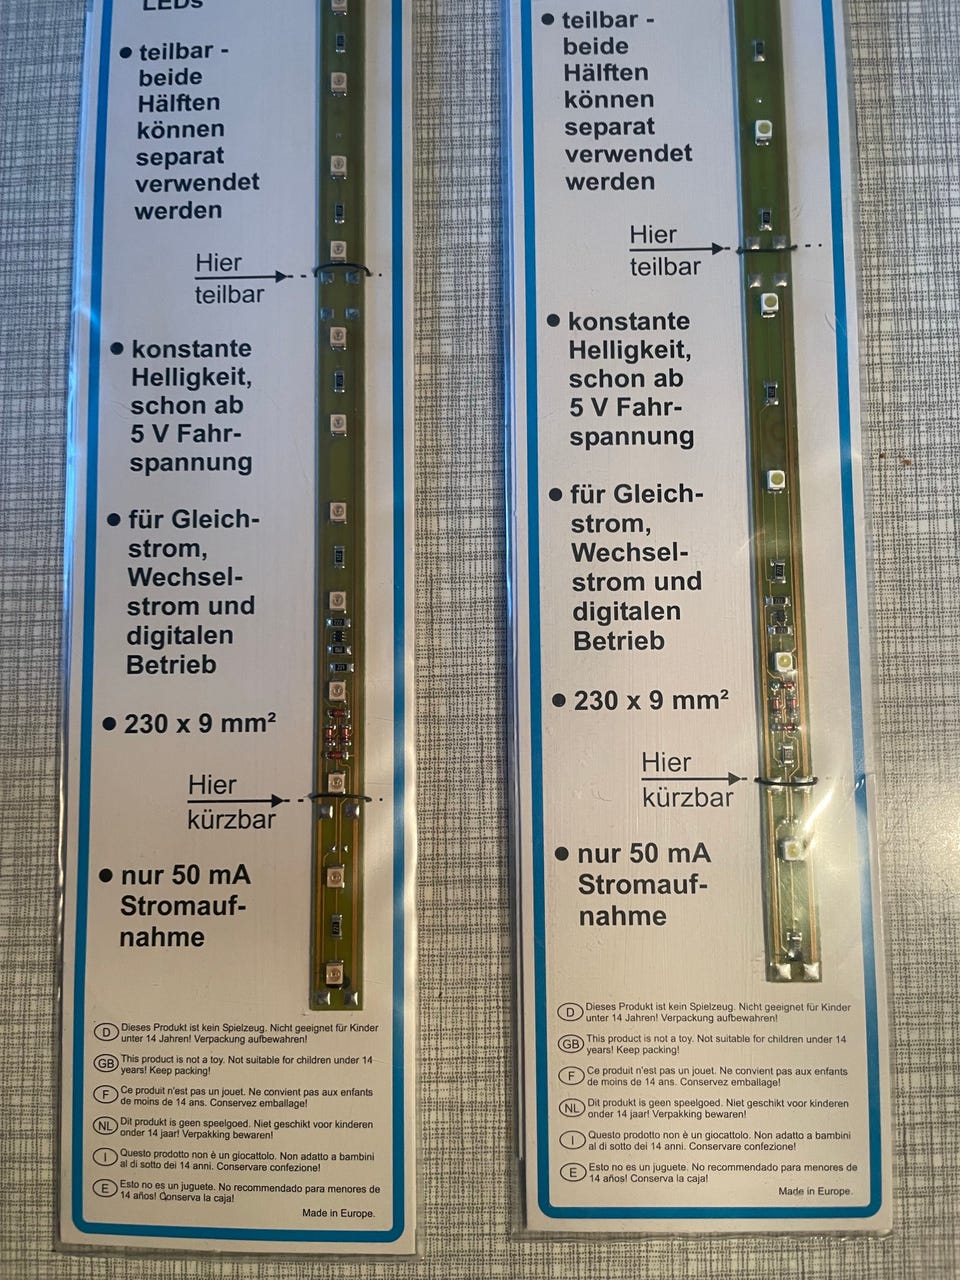 LEDs
● teilbar -
beide
Hälften
können
separat
verwendet
werden
Hier
teilbar
● konstante
Helligkeit,
schon ab
5 V Fahr-
spannung
● für Gleich-
strom,
Wechsel-
strom und
digitalen
Betrieb
● 230 x 9 mm²
Hier
kürzbar
● nur 50 mA
Stromauf-
nahme
D Dieses Produkt ist kein Spielzeug. Nicht geeignet für Kinder
unter 14 Jahren! Verpackung aufbewahren!
GB This product is not a toy. Not suitable for children under 14
years! Keep packing!
F Ce produit n'est pas un jouet. Ne convient pas aux enfants
de moins de 14 ans. Conservez emballage!
NL Dit produkt is geen speelgoed. Niet geschikt voor kinderen
onder 14 jaar! Verpakking bewaren!
I Questo prodotto non è un giocattolo. Non adatto a bambini
al di sotto dei 14 anni. Conservare confezione!
E Esto no es un juguete. No recommendado para menores de
14 años! Conserva la caja!
Made in Europe.
● teilbar -
beide
Hälften
können
separat
verwendet
werden
Hier
teilbar
● konstante
Helligkeit,
schon ab
5 V Fahr-
spannung
● für Gleich-
strom,
Wechsel-
strom und
digitalen
Betrieb
● 230 x 9 mm²
Hier
kürzbar
● nur 50 mA
Stromauf-
nahme
D Dieses Produkt ist kein Spielzeug. Nicht geeignet für Kinder
unter 14 Jahren! Verpackung aufbewahren!
GB This product is not a toy. Not suitable for children under 14
years! Keep packing!
F Ce produit n'est pas un jouet. Ne convient pas aux enfants
de moins de 14 ans. Conservez emballage!
NL Dit produkt is geen speelgoed. Niet geschikt voor kinderen
onder 14 jaar! Verpakking bewaren!
I Questo prodotto non è un giocattolo. Non adatto a bambini
al di sotto dei 14 anni. Conservare confezione!
E Esto no es un juguete. No recommendado para menores de
14 años! Conserva la caja!
Made in Europe.